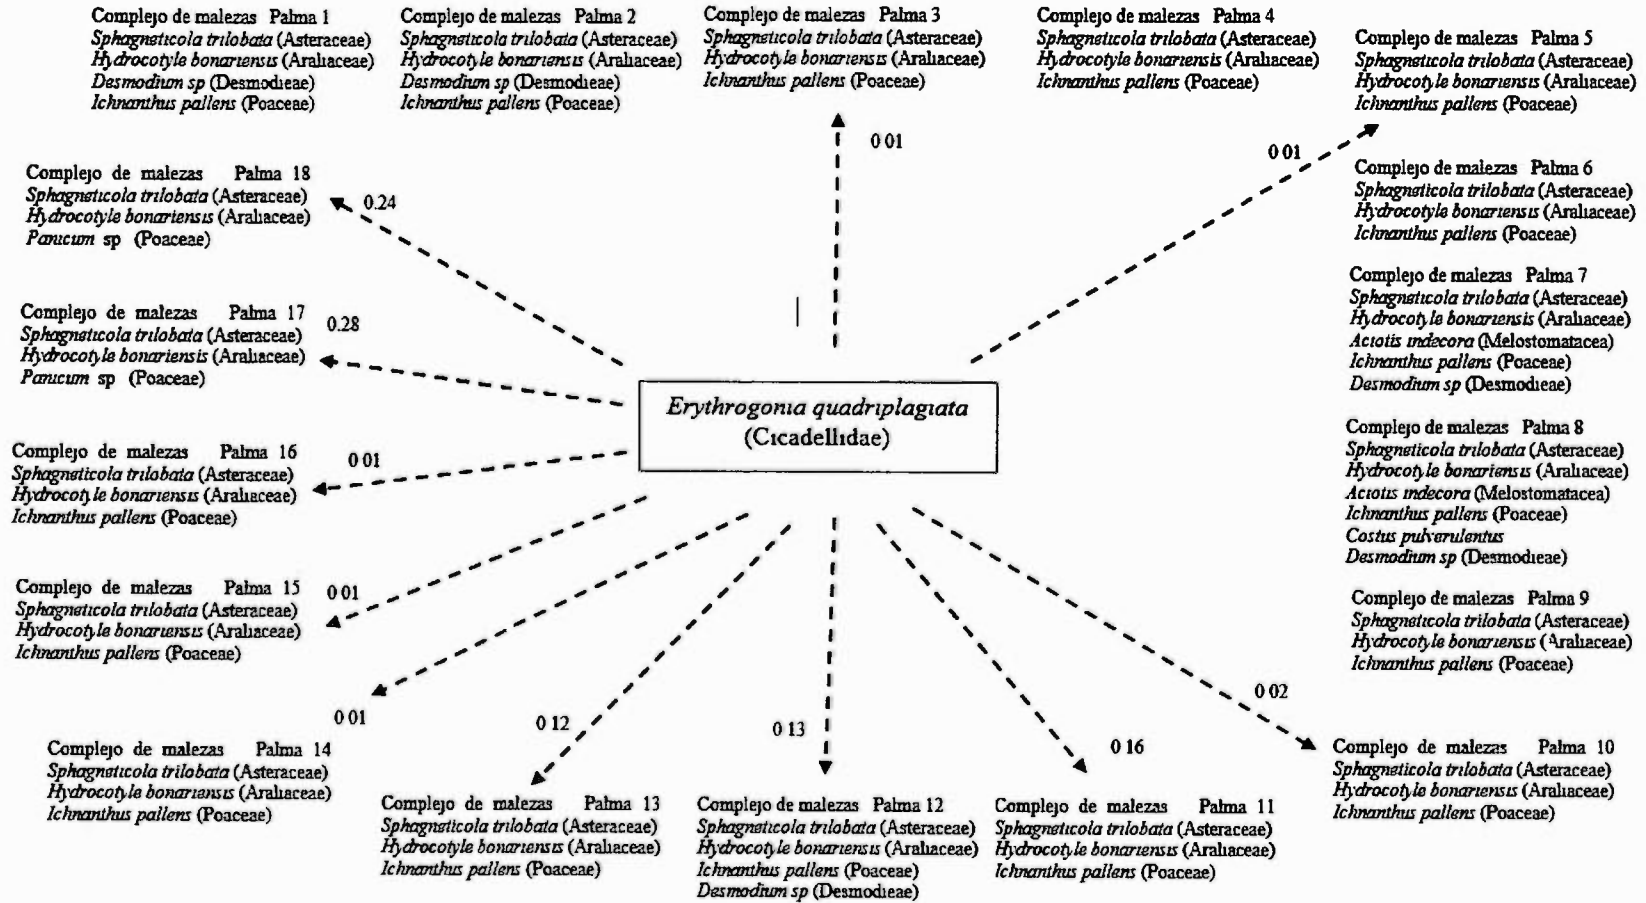 Complejo de malezas Palma 1
Sphagneticola trilobata (Asteraceae)
Hydrocotyle bonariensis (Araliaceae)
Desmodium sp (Desmodieae)
Ichnanthus pallens (Poaceae)
Complejo de malezas Palma 2
Sphagneticola trilobata (Asteraceae)
Hydrocotyle bonariensis (Araliaceae)
Desmodium sp (Desmodieae)
Ichnanthus pallens (Poaceae)
Complejo de malezas Palma 3
Sphagneticola trilobata (Asteraceae)
Hydrocotyle bonariensis (Araliaceae)
Ichnanthus pallens (Poaceae)
0 01
Complejo de malezas Palma 4
Sphagneticola trilobata (Asteraceae)
Hydrocotyle bonariensis (Araliaceae)
Ichnanthus pallens (Poaceae)
Complejo de malezas Palma 5
Sphagneticola trilobata (Asteraceae)
Hydrocotyle bonariensis (Araliaceae)
Ichnanthus pallens (Poaceae)
0 01
Complejo de malezas Palma 6
Sphagneticola trilobata (Asteraceae)
Hydrocotyle bonariensis (Araliaceae)
Ichnanthus pallens (Poaceae)
Complejo de malezas Palma 7
Sphagneticola trilobata (Asteraceae)
Hydrocotyle bonariensis (Araliaceae)
Aciotis indecora (Melostomatacea)
Ichnanthus pallens (Poaceae)
Desmodium sp (Desmodieae)
Complejo de malezas Palma 8
Sphagneticola trilobata (Asteraceae)
Hydrocotyle bonariensis (Araliaceae)
Aciotis indecora (Melostomatacea)
Ichnanthus pallens (Poaceae)
Costus pulverulentus
Desmodium sp (Desmodieae)
Complejo de malezas Palma 9
Sphagneticola trilobata (Asteraceae)
Hydrocotyle bonariensis (Araliaceae)
Ichnanthus pallens (Poaceae)
0 02
Complejo de malezas Palma 10
Sphagneticola trilobata (Asteraceae)
Hydrocotyle bonariensis (Araliaceae)
Ichnanthus pallens (Poaceae)
0 16
Complejo de malezas Palma 11
Sphagneticola trilobata (Asteraceae)
Hydrocotyle bonariensis (Araliaceae)
Ichnanthus pallens (Poaceae)
0 13
Complejo de malezas Palma 12
Sphagneticola trilobata (Asteraceae)
Hydrocotyle bonariensis (Araliaceae)
Ichnanthus pallens (Poaceae)
Desmodium sp (Desmodieae)
0 12
Complejo de malezas Palma 13
Sphagneticola trilobata (Asteraceae)
Hydrocotyle bonariensis (Araliaceae)
Ichnanthus pallens (Poaceae)
0 01
Complejo de malezas Palma 14
Sphagneticola trilobata (Asteraceae)
Hydrocotyle bonariensis (Araliaceae)
Ichnanthus pallens (Poaceae)
Complejo de malezas Palma 15
Sphagneticola trilobata (Asteraceae)
Hydrocotyle bonariensis (Araliaceae)
Ichnanthus pallens (Poaceae)
0 01
Complejo de malezas Palma 16
Sphagneticola trilobata (Asteraceae)
Hydrocotyle bonariensis (Araliaceae)
Ichnanthus pallens (Poaceae)
0 01
Complejo de malezas Palma 17
Sphagneticola trilobata (Asteraceae)
Hydrocotyle bonariensis (Araliaceae)
Panicum sp (Poaceae)
0.28
Complejo de malezas Palma 18
Sphagneticola trilobata (Asteraceae)
Hydrocotyle bonariensis (Araliaceae)
Panicum sp (Poaceae)
0.24
Erythrogonia quadriplagiata
(Cicadellidae)